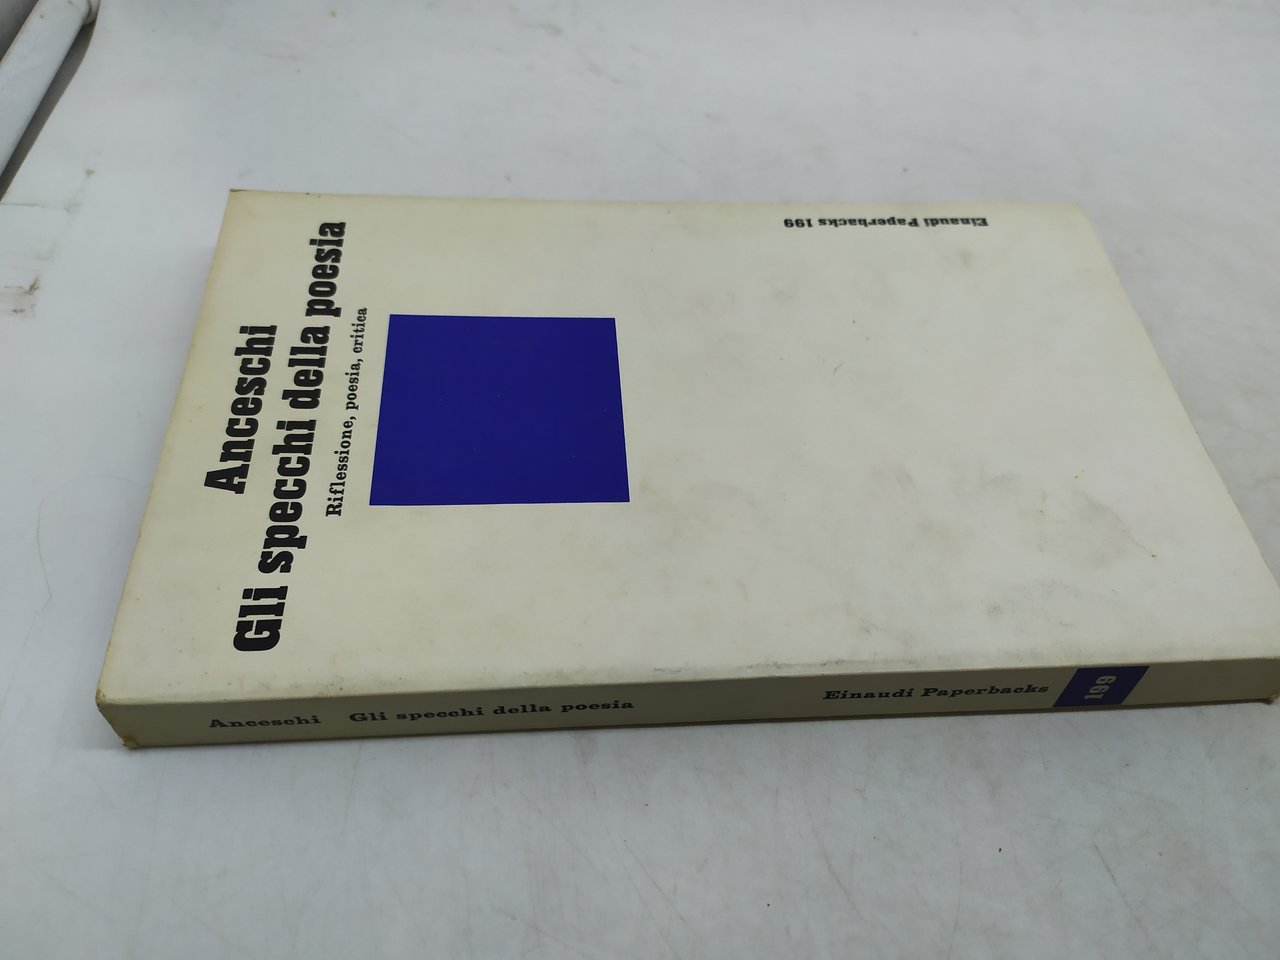 Anceschi
Gli specchi della poesia
Riflessione, poesia, critica
Einaudi Paperbacks 199
Anceschi Gli specchi della poesia Einaudi Paperbacks 199